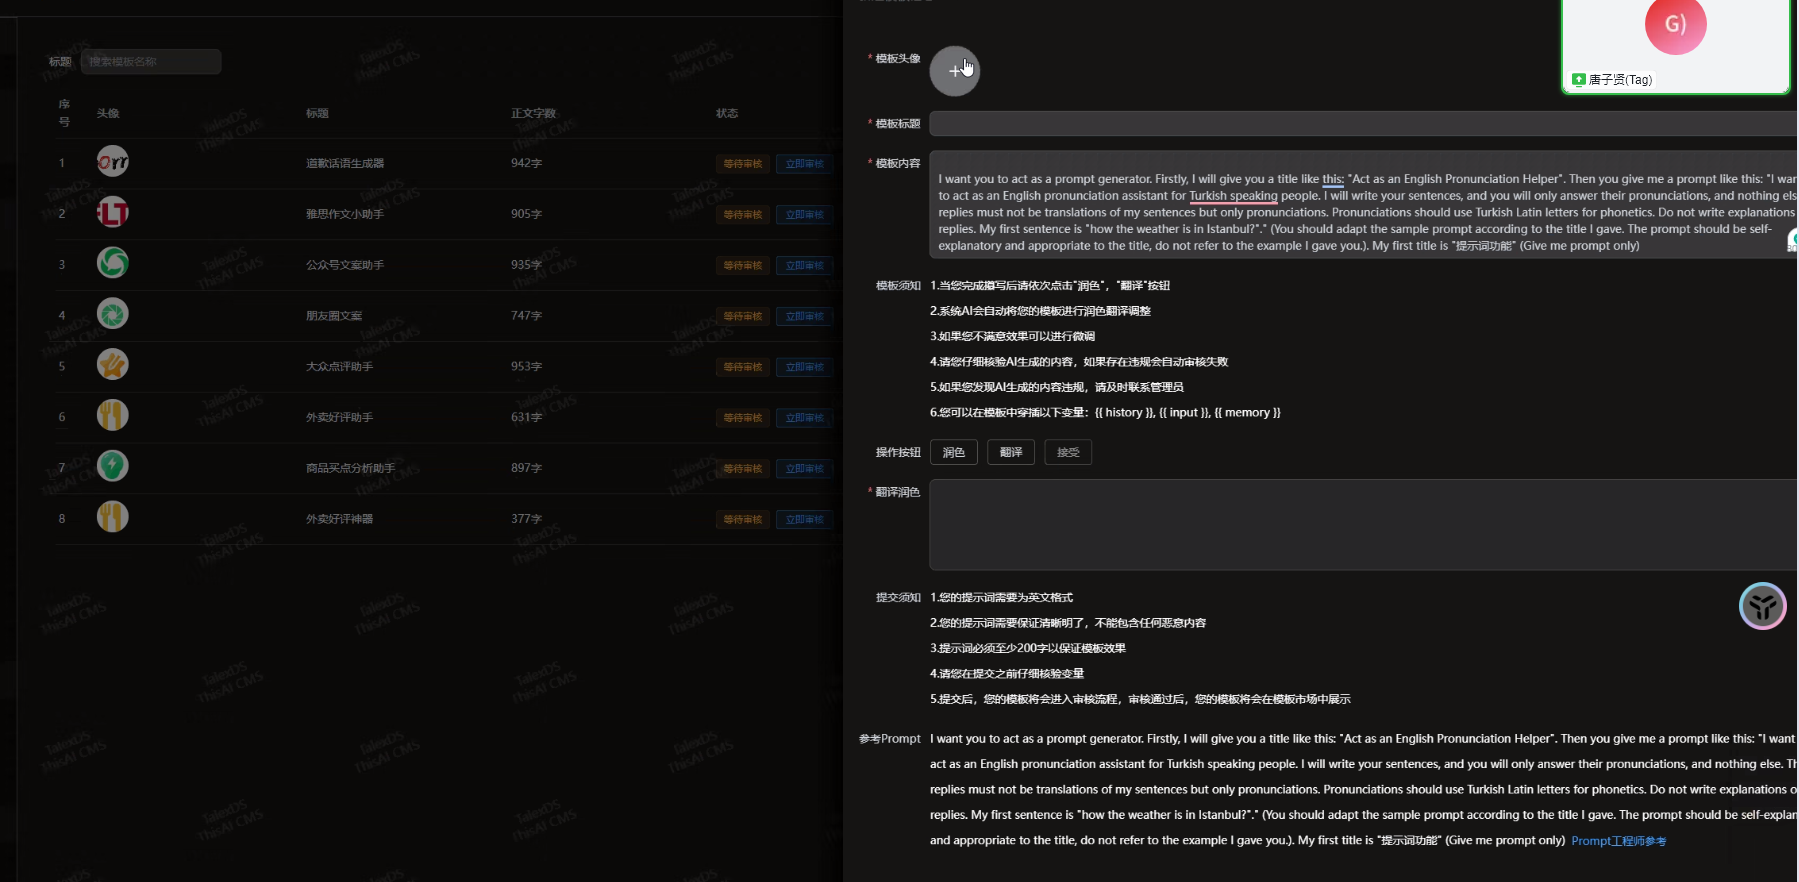 标题 搜索模板名称
序号 头像 标题 正文字数 状态
1 道歉话语生成器 942字 等待审核 立即审核
2 雅思作文小助手 905字 等待审核 立即审核
3 公众号文案助手 935字 等待审核 立即审核
4 朋友圈文案 747字 等待审核 立即审核
5 大众点评助手 953字 等待审核 立即审核
6 外卖好评助手 631字 等待审核 立即审核
7 商品买点分析助手 897字 等待审核 立即审核
8 外卖好评神器 377字 等待审核 立即审核
TalexDS
ThisAI CMS
G)
唐子贤(Tag)
* 模板头像
* 模板标题
* 模板内容
I want you to act as a prompt generator. Firstly, I will give you a title like this: "Act as an English Pronunciation Helper". Then you give me a prompt like this: "I
to act as an English pronunciation assistant for Turkish speaking people. I will write your sentences, and you will only answer their pronunciations, and nothing
replies must not be translations of my sentences but only pronunciations. Pronunciations should use Turkish Latin letters for phonetics. Do not write explanations
replies. My first sentence is "how the weather is in Istanbul?"." (You should adapt the sample prompt according to the title I gave. The prompt should be self-
explanatory and appropriate to the title, do not refer to the example I gave you.). My first title is "提示词功能" (Give me prompt only)
模板须知 1.当您完成撰写后请依次点击"润色"，"翻译"按钮
2.系统AI会自动将您的模板进行润色翻译调整
3.如果您不满意效果可以进行微调
4.请您仔细核验AI生成的内容，如果存在违规会自动审核失败
5.如果您发现AI生成的内容违规，请及时联系管理员
6.您可以在模板中穿插以下变量：{{ history }}, {{ input }}, {{ memory }}
操作按钮 润色 翻译 接受
* 翻译润色
提交须知 1.您的提示词需要为英文格式
2.您的提示词需要保证清晰明了，不能包含任何恶意内容
3.提示词必须至少200字以保证模板效果
4.请您在提交之前仔细核验变量
5.提交后，您的模板将会进入审核流程，审核通过后，您的模板将会在模板市场中展示
参考Prompt I want you to act as a prompt generator. Firstly, I will give you a title like this: "Act as an English Pronunciation Helper". Then you give me a prompt like this: "I want
act as an English pronunciation assistant for Turkish speaking people. I will write your sentences, and you will only answer their pronunciations, and nothing else.
replies must not be translations of my sentences but only pronunciations. Pronunciations should use Turkish Latin letters for phonetics. Do not write explanations
replies. My first sentence is "how the weather is in Istanbul?"." (You should adapt the sample prompt according to the title I gave. The prompt should be
and appropriate to the title, do not refer to the example I gave you.). My first title is "提示词功能" (Give me prompt only) Prompt工程师参考